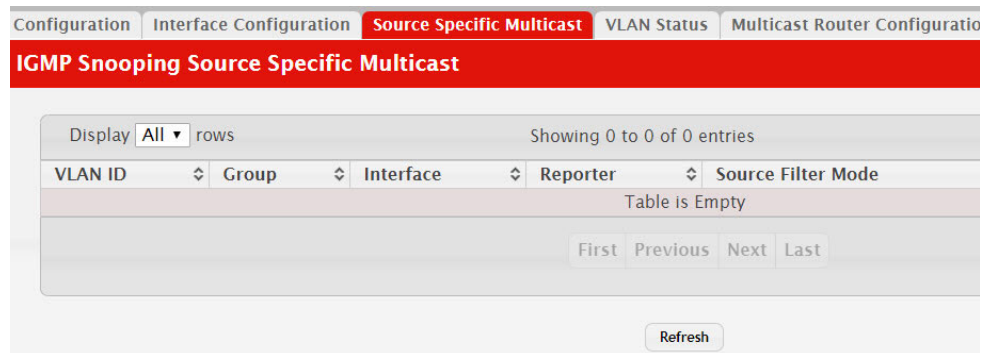 Configuration Interface Configuration Source Specific Multicast VLAN Status Multicast Router Configuratio
IGMP Snooping Source Specific Multicast
Display All rows Showing 0 to 0 of 0 entries
VLAN ID Group Interface Reporter Source Filter Mode
Table is Empty
First Previous Next Last
Refresh